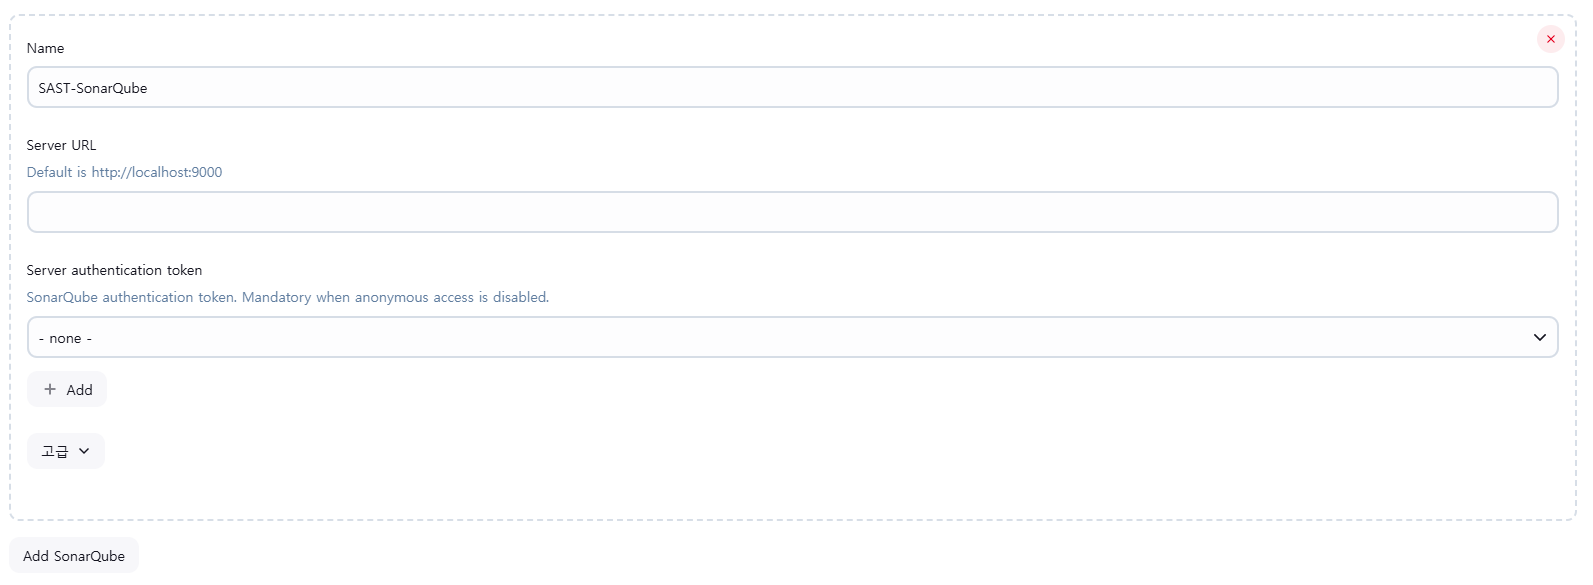 Name
SAST-SonarQube
Server URL
Default is http://localhost:9000
Server authentication token
SonarQube authentication token. Mandatory when anonymous access is disabled.
- none -
Add
고급
Add SonarQube